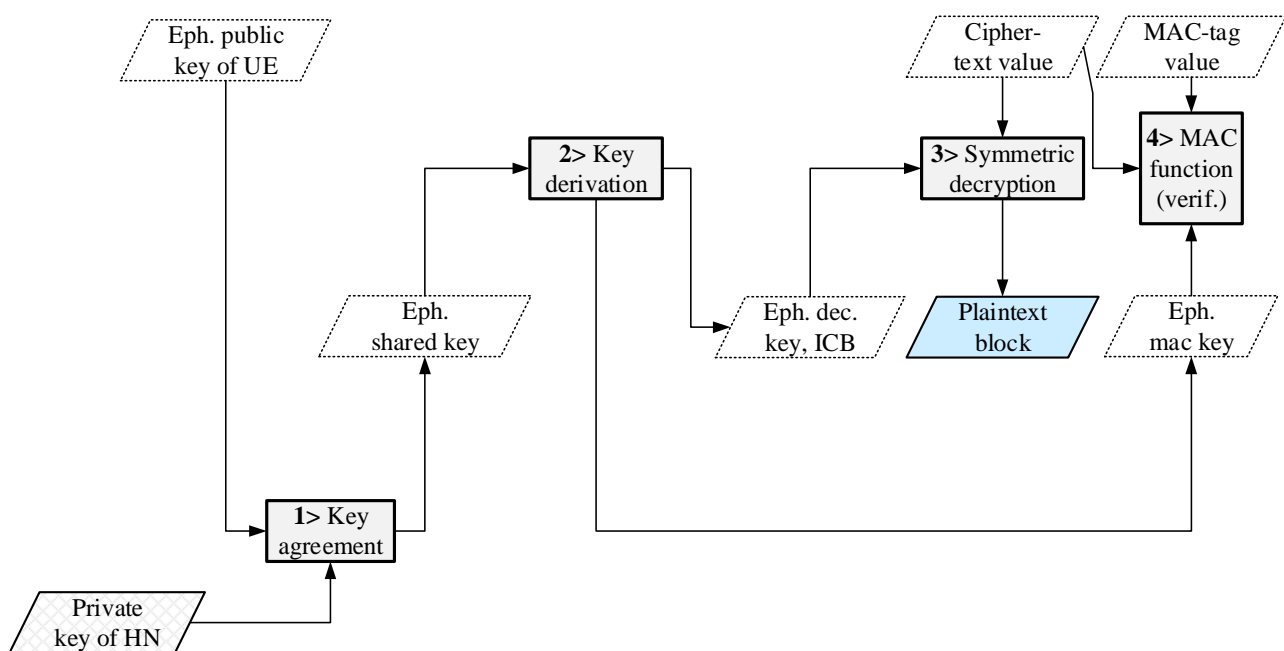 Eph. public
key of UE
Cipher-
text value
MAC-tag
value
2> Key
derivation
3> Symmetric
decryption
4> MAC
function
(verif.)
Eph.
shared key
Eph. dec.
key, ICB
Plaintext
block
Eph.
mac key
1> Key
agreement
Private
key of HN